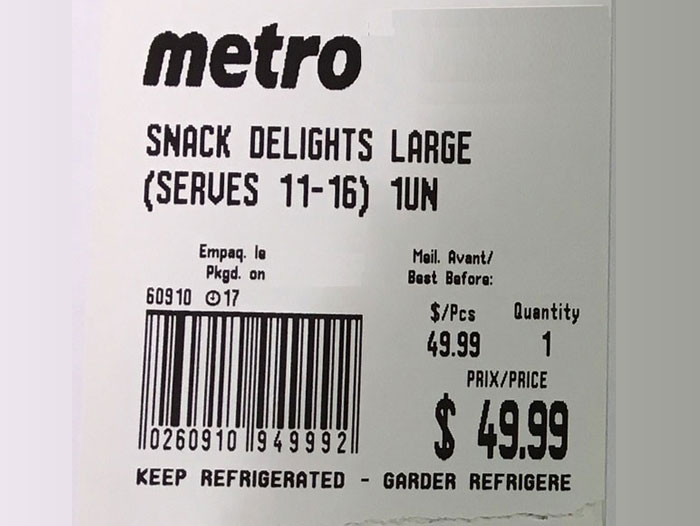 metro
SNACK DELIGHTS LARGE
(SERVES 11-16) 1UN
Empaq. le
Pkgd. on
Meil. Avant/
Best Before:
60910 17
$/Pcs Quantity
49.99 1
PRIX/PRICE
$ 49.99
0260910 949992
KEEP REFRIGERATED - GARDER REFRIGERE